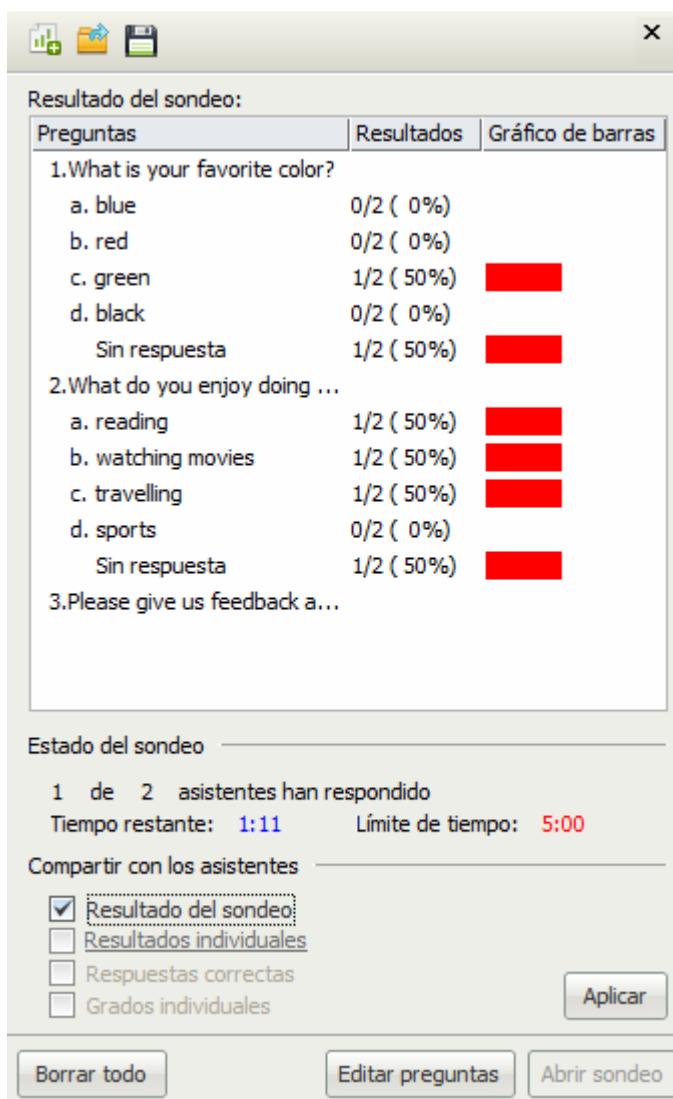 Resultado del sondeo:
Preguntas Resultados Gráfico de barras
1.What is your favorite color?
a. blue 0/2 ( 0%)
b. red 0/2 ( 0%)
c. green 1/2 ( 50%)
d. black 0/2 ( 0%)
Sin respuesta 1/2 ( 50%)
2.What do you enjoy doing ...
a. reading 1/2 ( 50%)
b. watching movies 1/2 ( 50%)
c. travelling 1/2 ( 50%)
d. sports 0/2 ( 0%)
Sin respuesta 1/2 ( 50%)
3.Please give us feedback a...
Estado del sondeo
1 de 2 asistentes han respondido
Tiempo restante: 1:11 Límite de tiempo: 5:00
Compartir con los asistentes
Resultado del sondeo
Resultados individuales
Respuestas correctas
Grados individuales
Aplicar
Borrar todo Editar preguntas Abrir sondeo